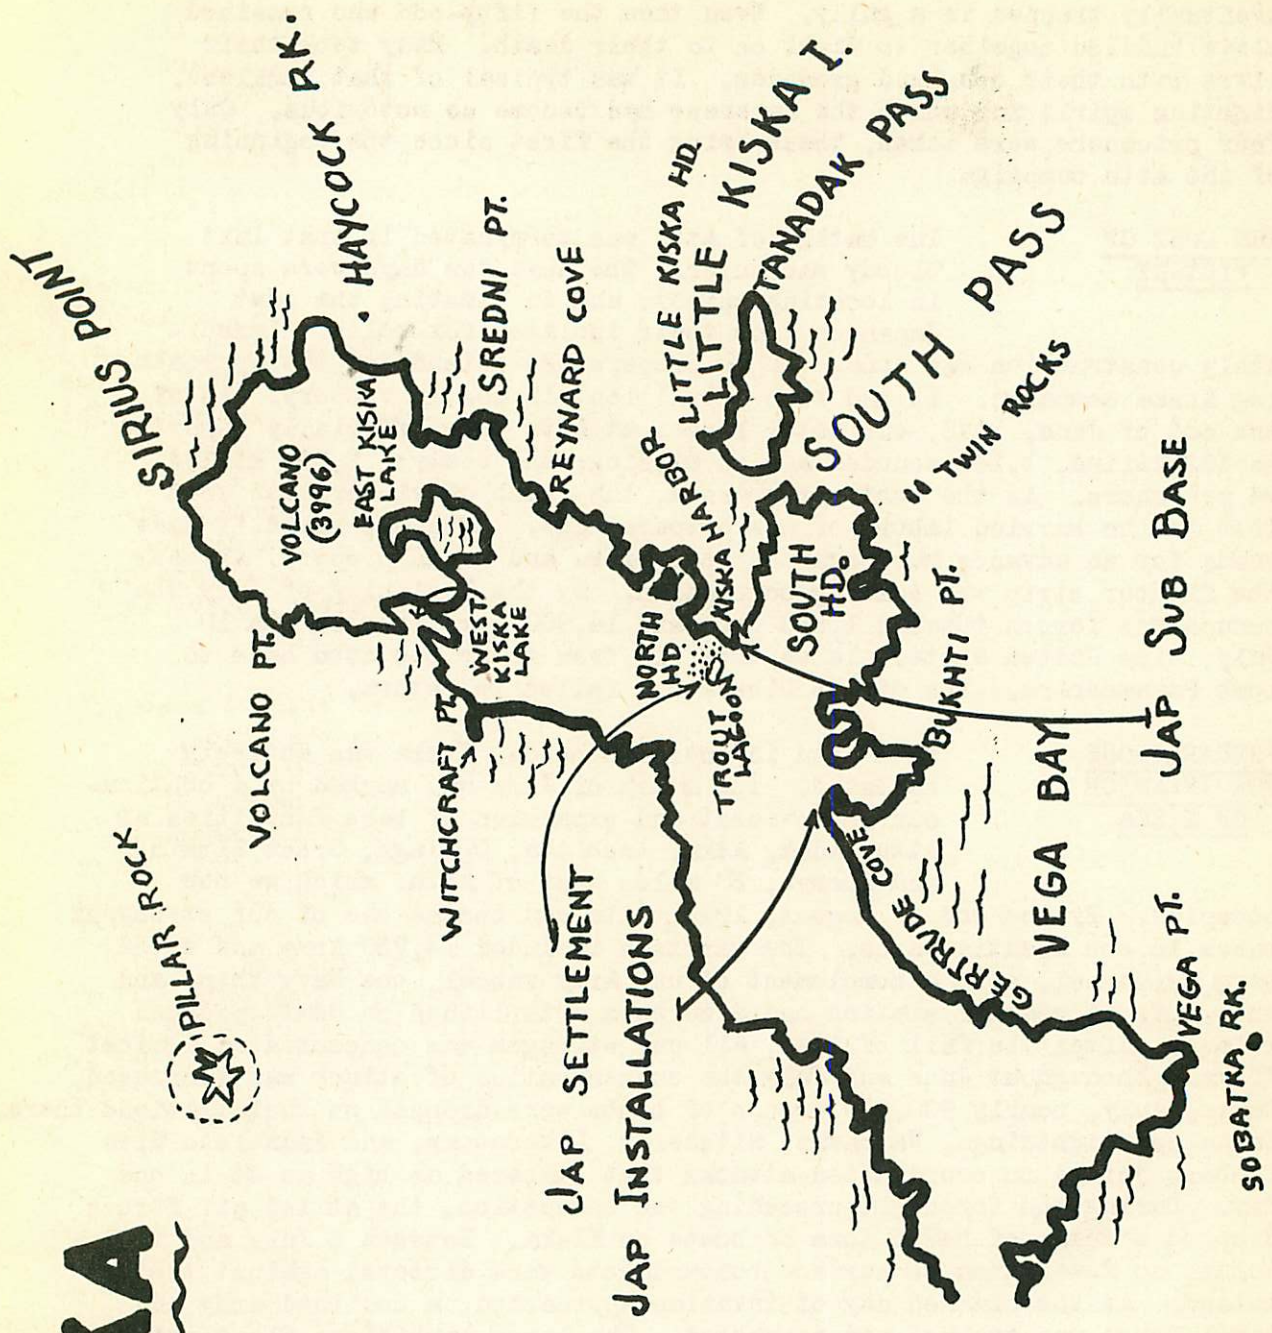 SIRIUS POINT
HAYCOCK RK.
VOLCANO
(3996)
EAST KISKA
LAKE
SREDNI PT.
REYNARD COVE
VOLCANO PT.
WITCHCRAFT PT.
WEST
KISKA
LAKE
PILLAR ROCK
NORTH
HD.
TROUT
LAGOON
KISKA HARBOR
LITTLE KISKA HD.
LITTLE KISKA I.
TANADAK PASS
SOUTH PASS
TWIN ROCKS
SOUTH
HD.
BUKHTI PT.
JAP SUB BASE
JAP SETTLEMENT
JAP INSTALLATIONS
GERTRUDE COVE
VEGA BAY
VEGA PT.
SOBATKA RK.